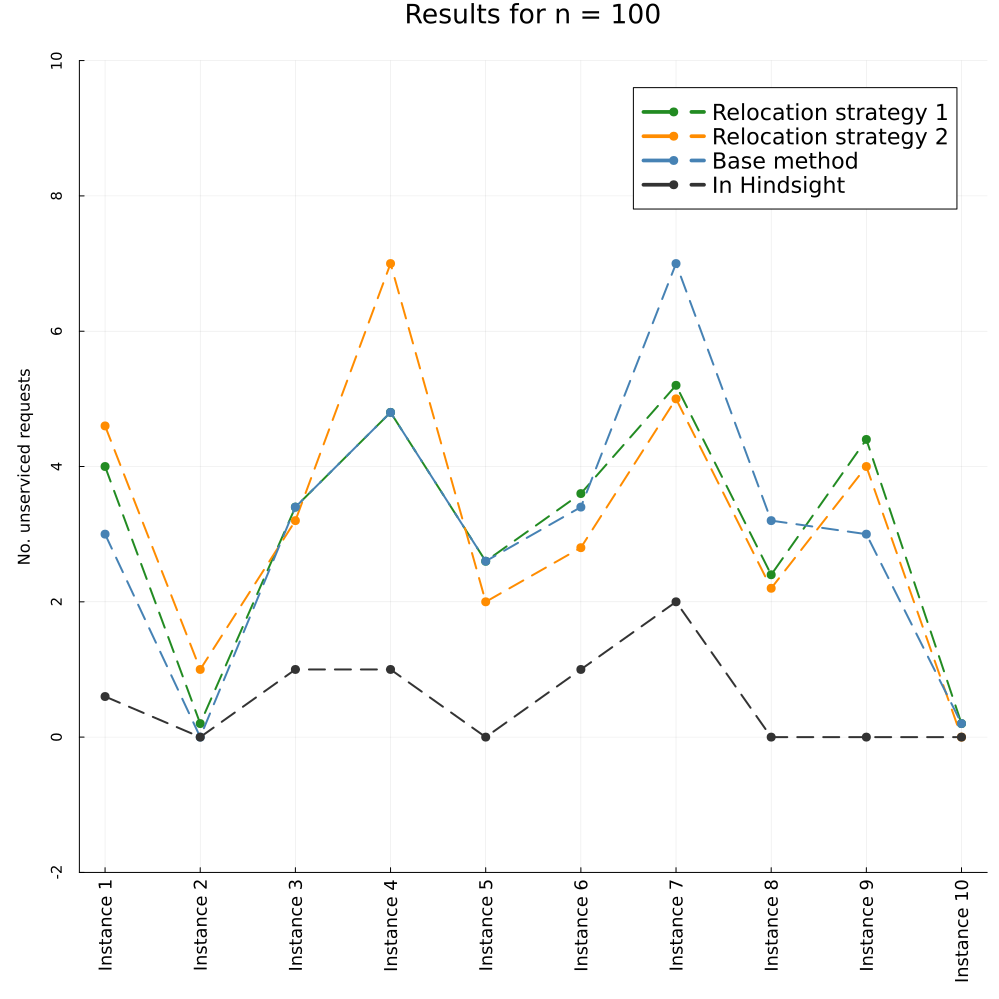 Results for n = 100
10
8
6
4
2
0
-2
No. unserviced requests
Relocation strategy 1
Relocation strategy 2
Base method
In Hindsight
Instance 1
Instance 2
Instance 3
Instance 4
Instance 5
Instance 6
Instance 7
Instance 8
Instance 9
Instance 10